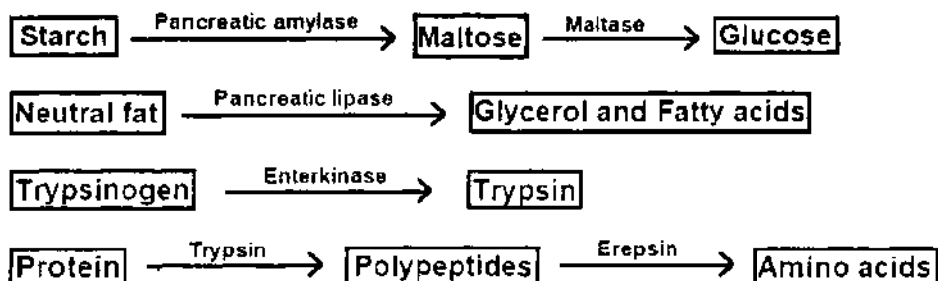 Starch Pancreatic amylase Maltose Maltase Glucose
Neutral fat Pancreatic lipase Glycerol and Fatty acids
Trypsinogen Enterkinase Trypsin
Protein Trypsin Polypeptides Erepsin Amino acids